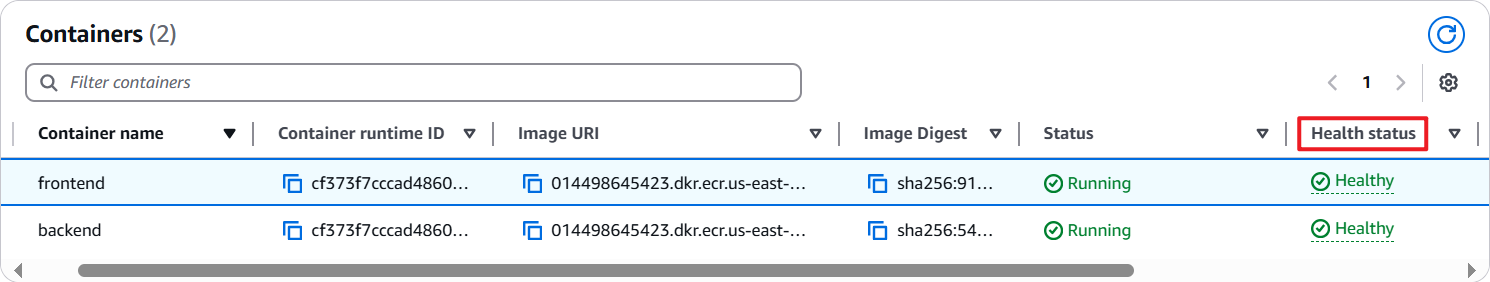 Containers (2)
Filter containers
1
Container name Container runtime ID Image URI Image Digest Status Health status
frontend cf373f7cccad4860... 014498645423.dkr.ecr.us-east-... sha256:91... Running Healthy
backend cf373f7cccad4860... 014498645423.dkr.ecr.us-east-... sha256:54... Running Healthy